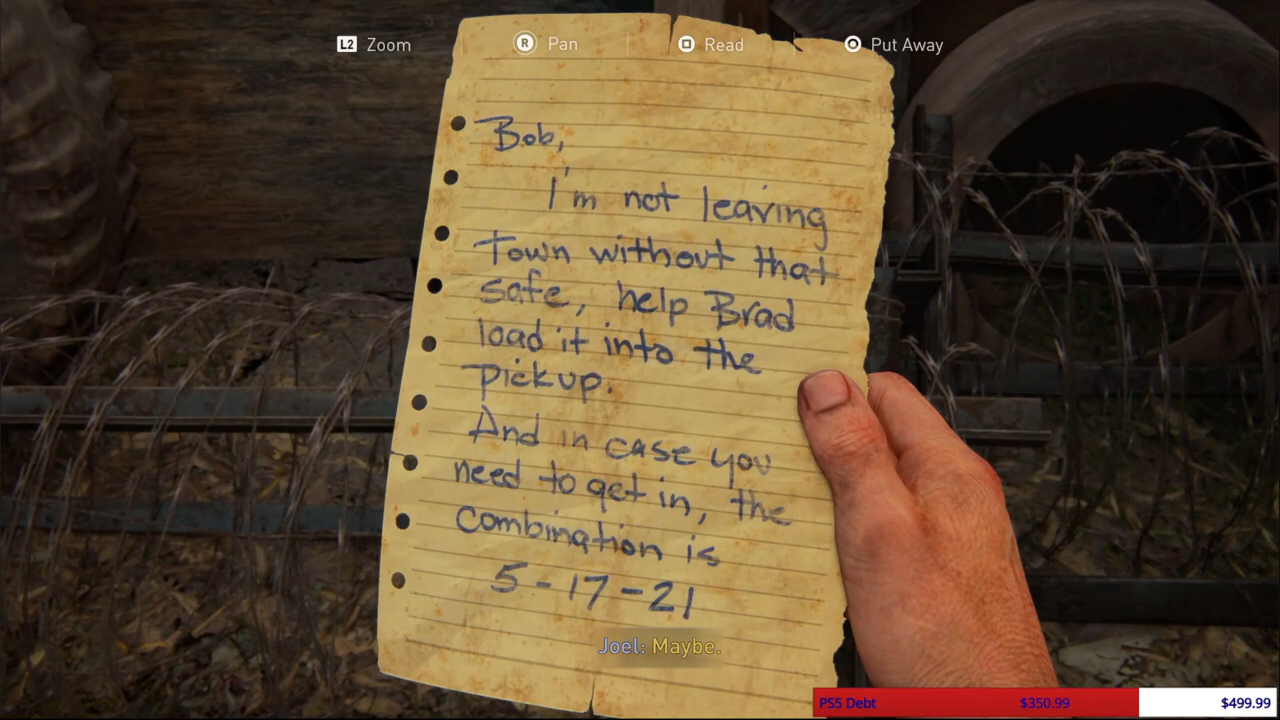 L2 Zoom R Pan Read Put Away
Bob,
I'm not leaving
Town without that
safe, help Brad
load it into the
pickup.
And in case you
need to get in, the
combination is
5-17-21
Joel: Maybe.
PS5 Debt $350.99 $499.99